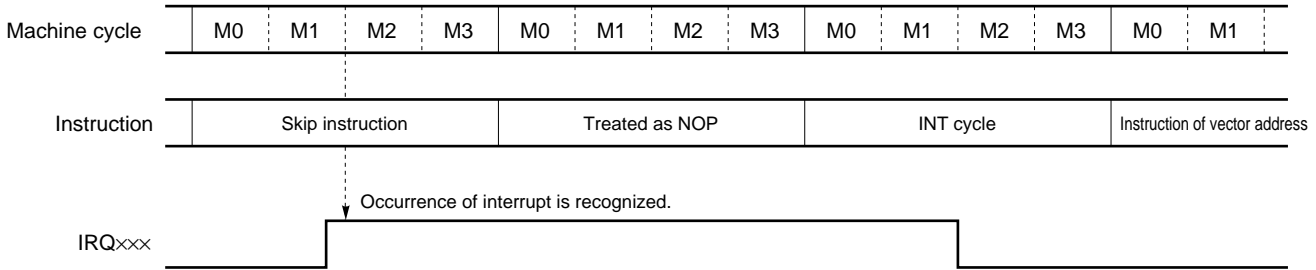 Machine cycle M0 M1 M2 M3 M0 M1 M2 M3 M0 M1 M2 M3 M0 M1
Instruction Skip instruction Treated as NOP INT cycle Instruction of vector address
Occurrence of interrupt is recognized.
IRQ×××